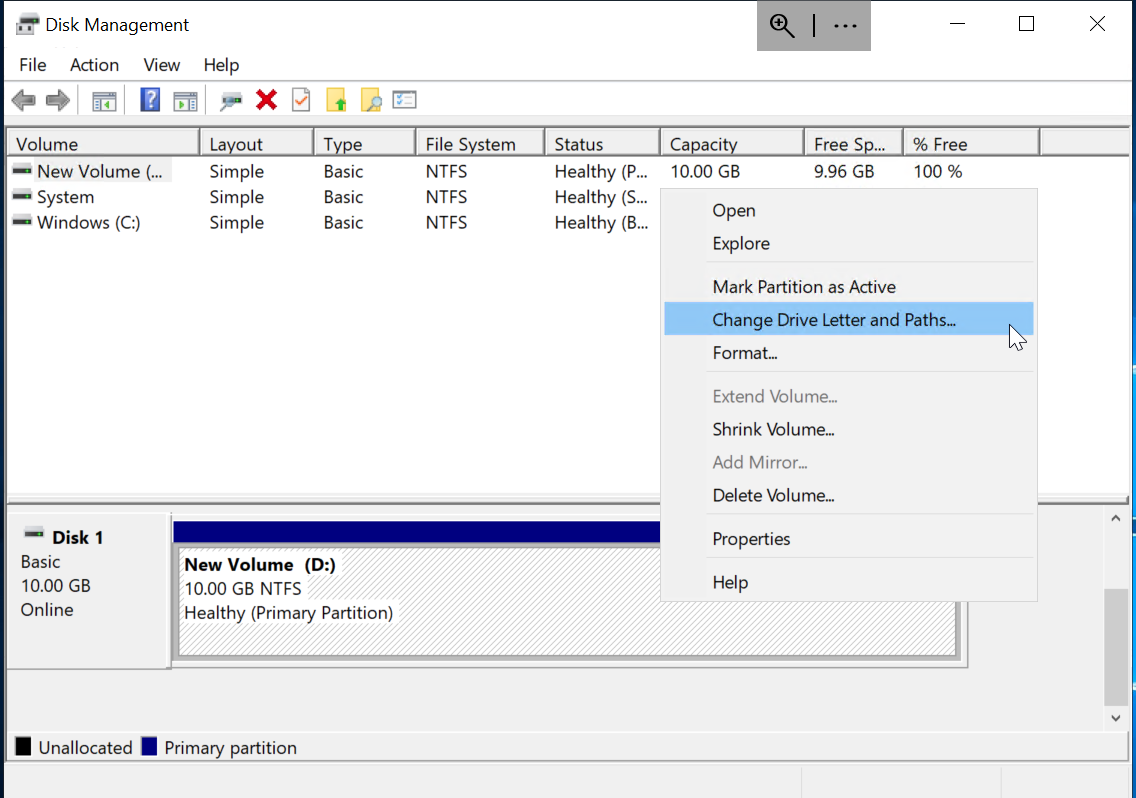 Disk Management
File Action View Help
Volume Layout Type File System Status Capacity Free Sp... % Free
New Volume (... Simple Basic NTFS Healthy (P... 10.00 GB 9.96 GB 100 %
System Simple Basic NTFS Healthy (S...
Windows (C:) Simple Basic NTFS Healthy (B...
Open
Explore
Mark Partition as Active
Change Drive Letter and Paths...
Format...
Extend Volume...
Shrink Volume...
Add Mirror...
Delete Volume...
Properties
Help
Disk 1
Basic
10.00 GB
Online
New Volume (D:)
10.00 GB NTFS
Healthy (Primary Partition)
Unallocated Primary partition